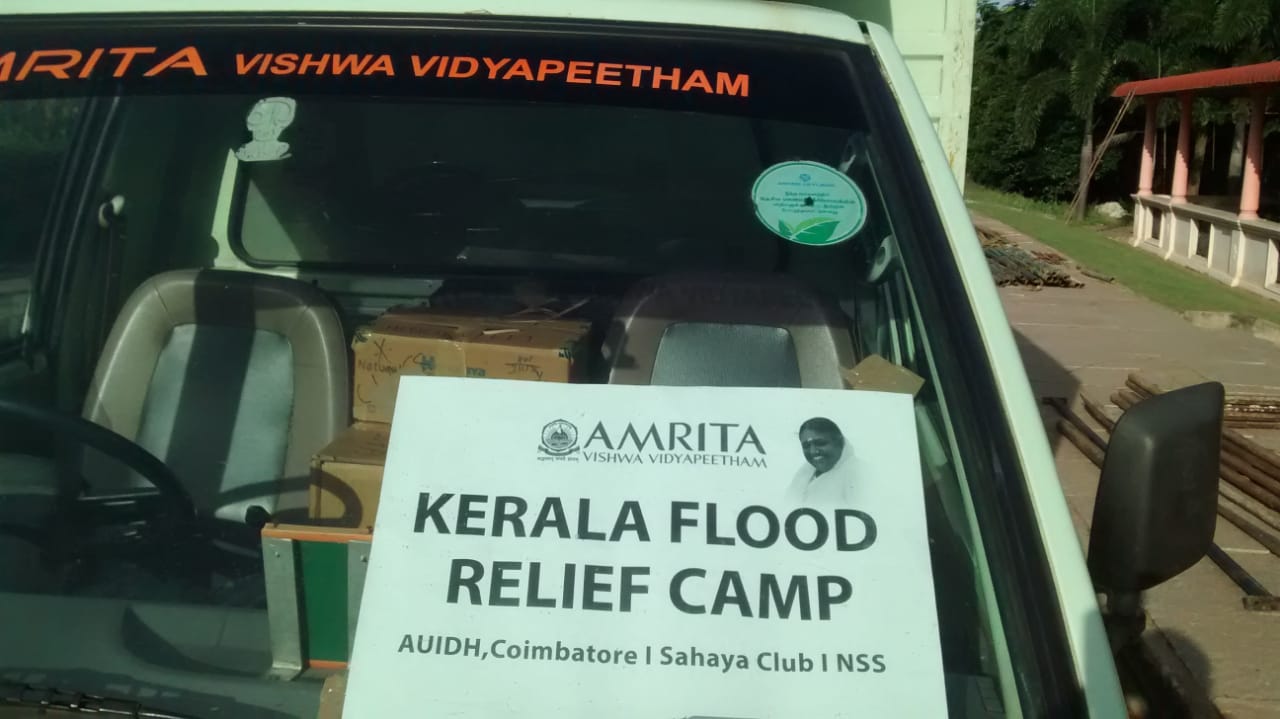 AMRITA VISHWA VIDYAPEETHAM
AMRITA
VISHWA VIDYAPEETHAM
KERALA FLOOD
RELIEF CAMP
AUIDH,Coimbatore I Sahaya Club I NSS